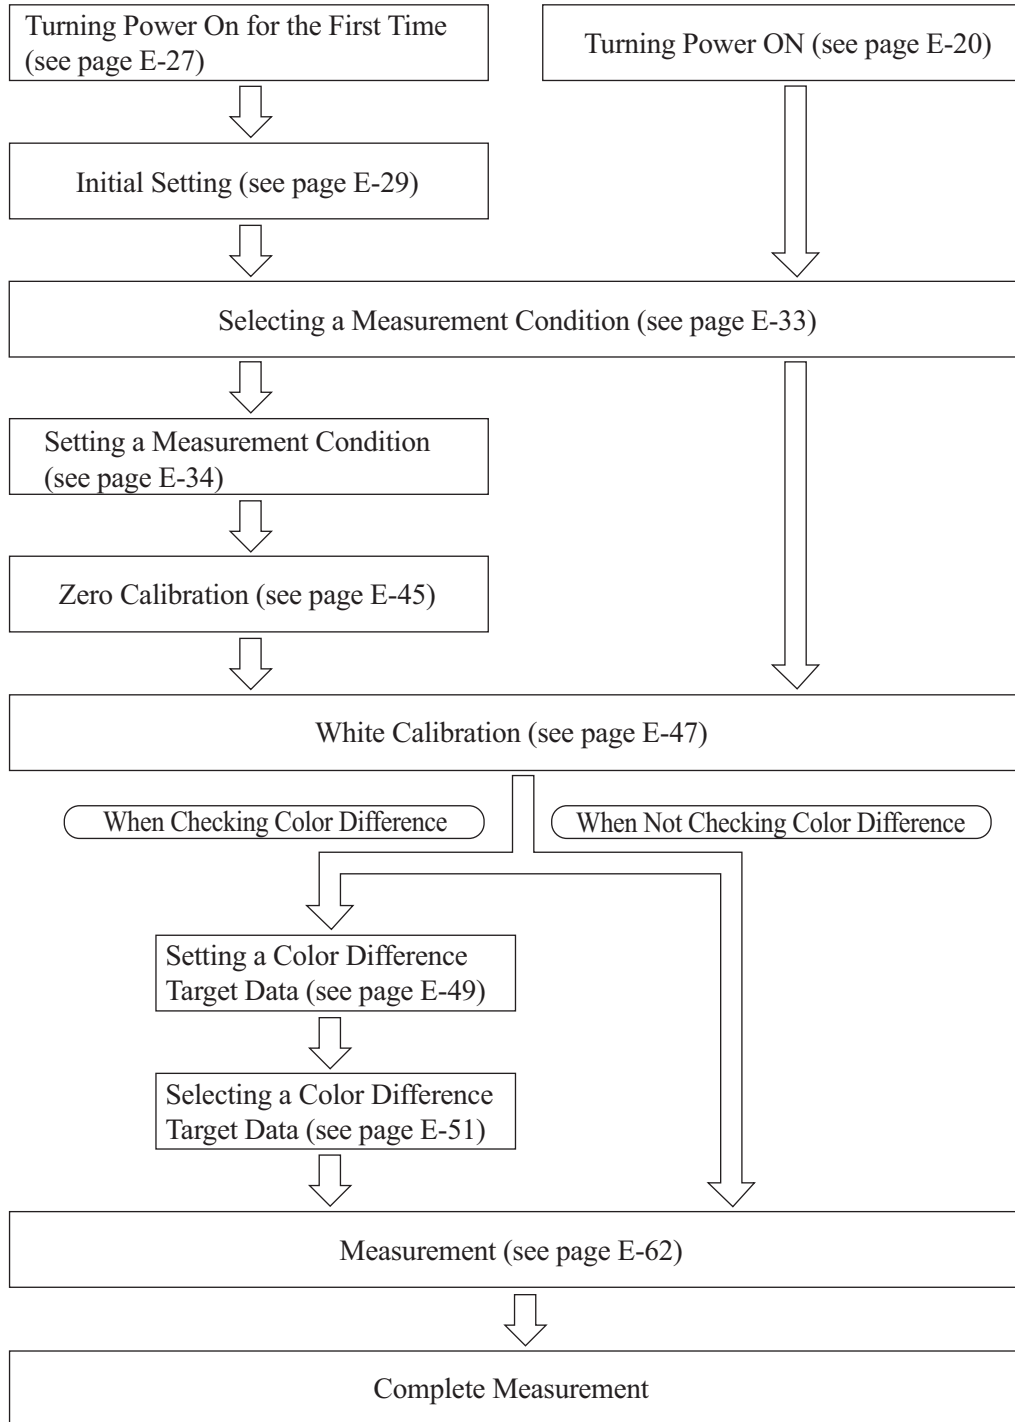 Turning Power On for the First Time
(see page E-27)
Turning Power ON (see page E-20)
Initial Setting (see page E-29)
Selecting a Measurement Condition (see page E-33)
Setting a Measurement Condition
(see page E-34)
Zero Calibration (see page E-45)
White Calibration (see page E-47)
When Checking Color Difference
When Not Checking Color Difference
Setting a Color Difference
Target Data (see page E-49)
Selecting a Color Difference
Target Data (see page E-51)
Measurement (see page E-62)
Complete Measurement